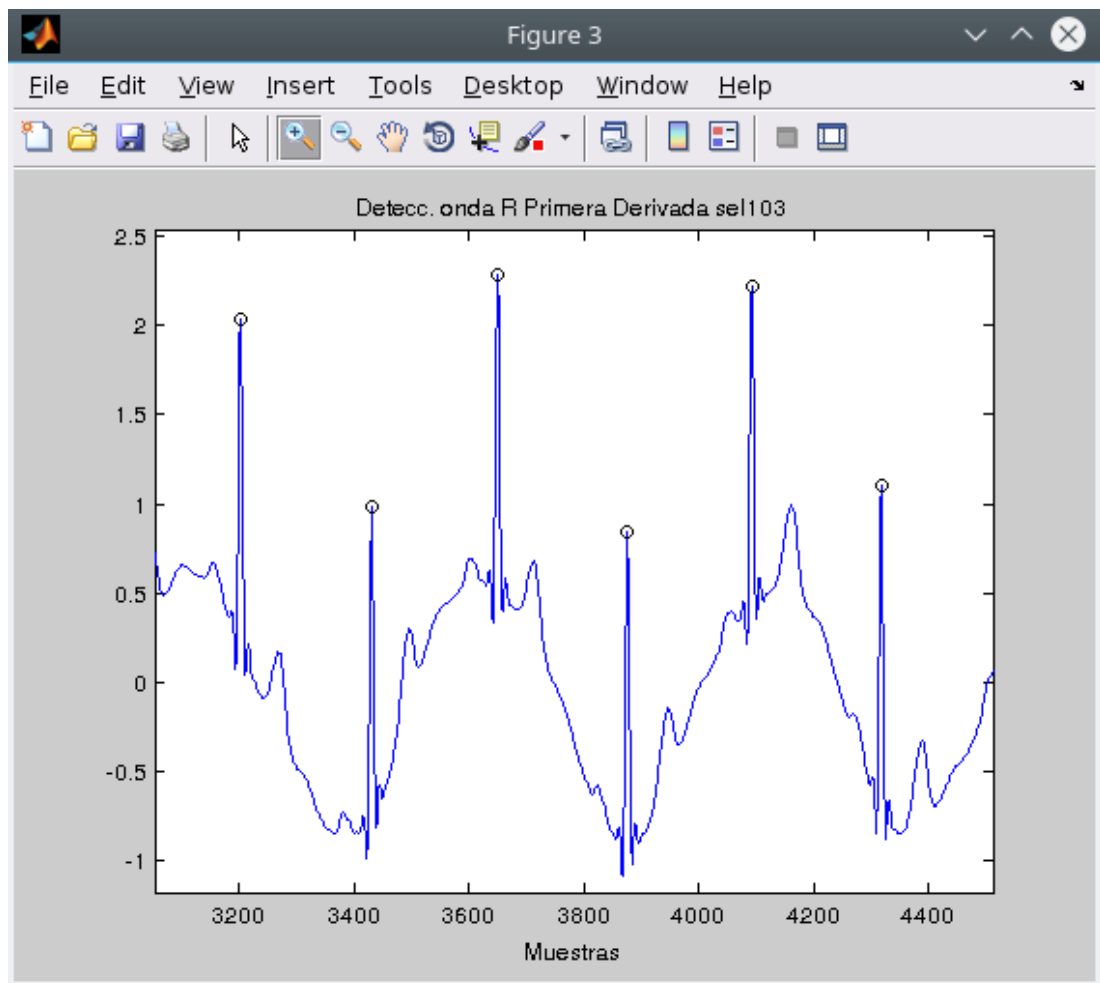 Figure 3
File Edit View Insert Tools Desktop Window Help
Detecc. onda R Primera Derivada sel103
2.5
2
1.5
1
0.5
0
-0.5
-1
3200 3400 3600 3800 4000 4200 4400
Muestras